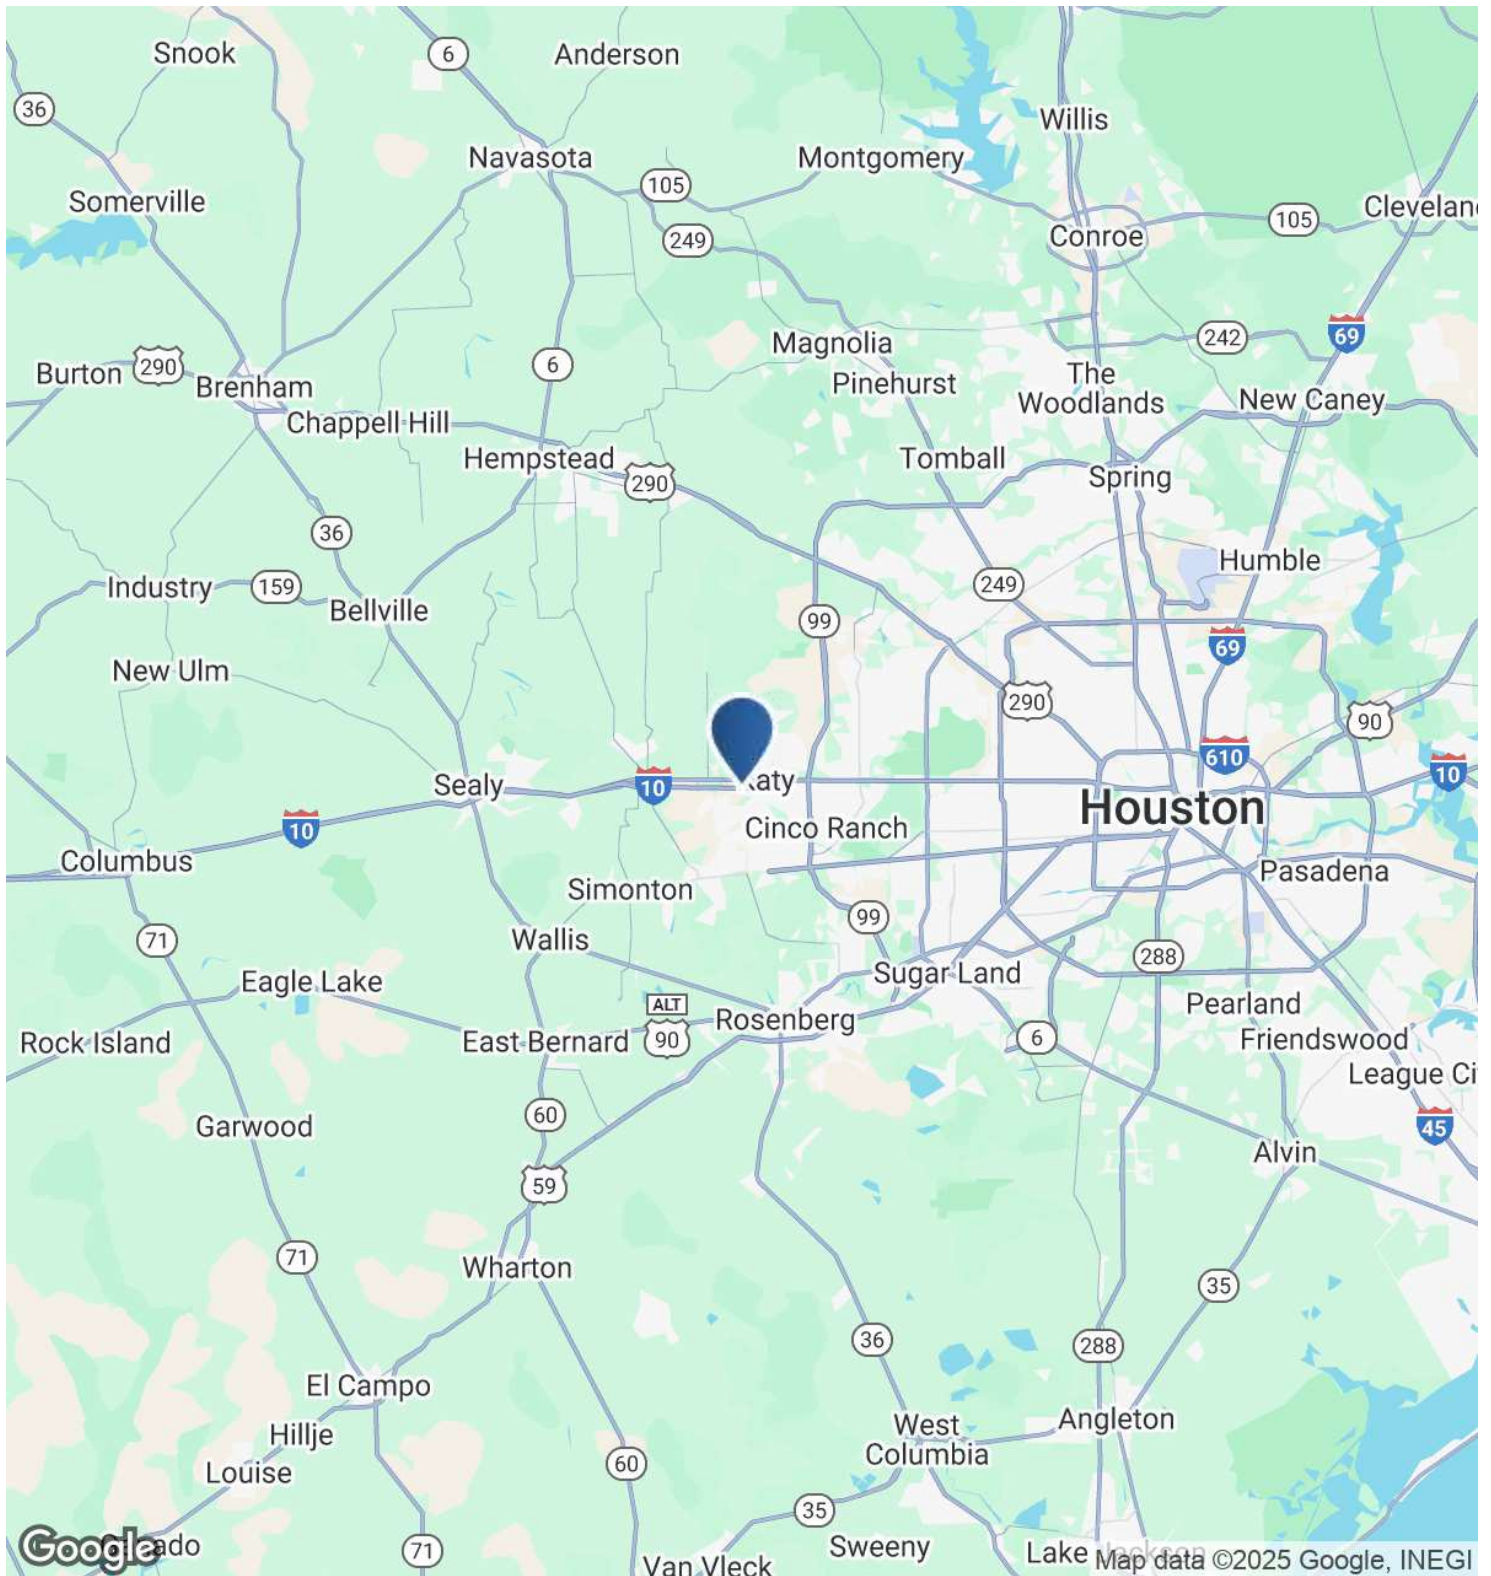 Snook
6
Anderson
36
Willis
Navasota
Montgomery
105
Somerville
249
Conroe
105
Clevelan
69
242
Magnolia
Burton
290
Brenham
6
Pinehurst
The
Woodlands
New Caney
Chappell Hill
Hempstead
290
Tomball
Spring
36
Humble
Industry
159
Bellville
249
99
69
New Ulm
290
90
610
Sealy
10
Katy
10
Houston
10
Cinco Ranch
Columbus
Pasadena
Simonton
99
71
Wallis
288
Eagle Lake
Sugar Land
ALT
90
Rosenberg
Pearland
Rock Island
East Bernard
6
Friendswood
League Ci
60
Garwood
45
Alvin
59
71
Wharton
35
36
288
El Campo
Angleton
Hillje
West
Columbia
Louise
60
35
Google
ado
71
Sweeny
Van Vleck
Lake
Map data ©2025 Google, INEGI